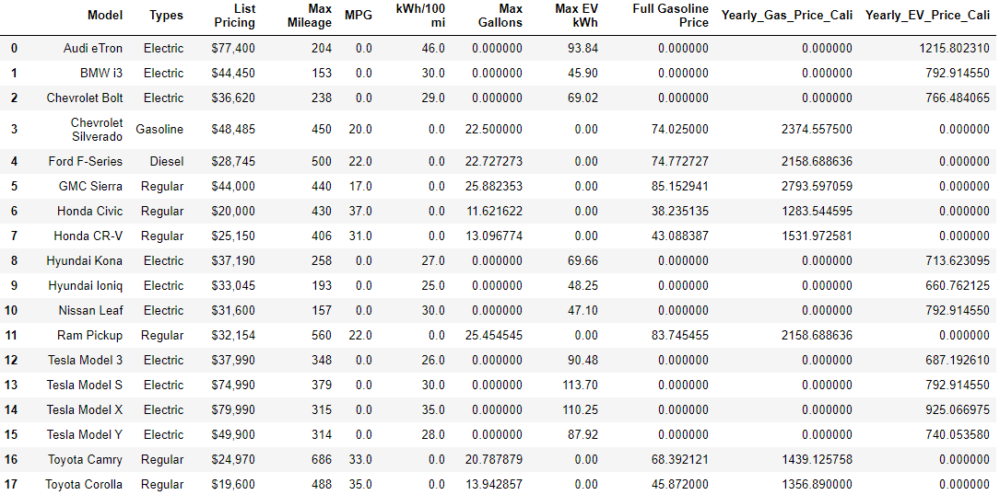 Model Types List Pricing Max Mileage MPG kWh/100 mi Max Gallons Max EV kWh Full Gasoline Price Yearly_Gas_Price_Cali Yearly_EV_Price_Cali
0 Audi eTron Electric $77,400 204 0.0 46.0 0.000000 93.84 0.000000 0.000000 1215.802310
1 BMW i3 Electric $44,450 153 0.0 30.0 0.000000 45.90 0.000000 0.000000 792.914550
2 Chevrolet Bolt Electric $36,620 238 0.0 29.0 0.000000 69.02 0.000000 0.000000 766.484065
3 Chevrolet Silverado Gasoline $48,485 450 20.0 0.0 22.500000 0.00 74.025000 2374.557500 0.000000
4 Ford F-Series Diesel $28,745 500 22.0 0.0 22.727273 0.00 74.772727 2158.688636 0.000000
5 GMC Sierra Regular $44,000 440 17.0 0.0 25.882353 0.00 85.152941 2793.597059 0.000000
6 Honda Civic Regular $20,000 430 37.0 0.0 11.621622 0.00 38.235135 1283.544595 0.000000
7 Honda CR-V Regular $25,150 406 31.0 0.0 13.096774 0.00 43.088387 1531.972581 0.000000
8 Hyundai Kona Electric $37,190 258 0.0 27.0 0.000000 69.66 0.000000 0.000000 713.623095
9 Hyundai Ioniq Electric $33,045 193 0.0 25.0 0.000000 48.25 0.000000 0.000000 660.762125
10 Nissan Leaf Electric $31,600 157 0.0 30.0 0.000000 47.10 0.000000 0.000000 792.914550
11 Ram Pickup Regular $32,154 560 22.0 0.0 25.454545 0.00 83.745455 2158.688636 0.000000
12 Tesla Model 3 Electric $37,990 348 0.0 26.0 0.000000 90.48 0.000000 0.000000 687.192610
13 Tesla Model S Electric $74,990 379 0.0 30.0 0.000000 113.70 0.000000 0.000000 792.914550
14 Tesla Model X Electric $79,990 315 0.0 35.0 0.000000 110.25 0.000000 0.000000 925.066975
15 Tesla Model Y Electric $49,900 314 0.0 28.0 0.000000 87.92 0.000000 0.000000 740.053580
16 Toyota Camry Regular $24,970 686 33.0 0.0 20.787879 0.00 68.392121 1439.125758 0.000000
17 Toyota Corolla Regular $19,600 488 35.0 0.0 13.942857 0.00 45.872000 1356.890000 0.000000